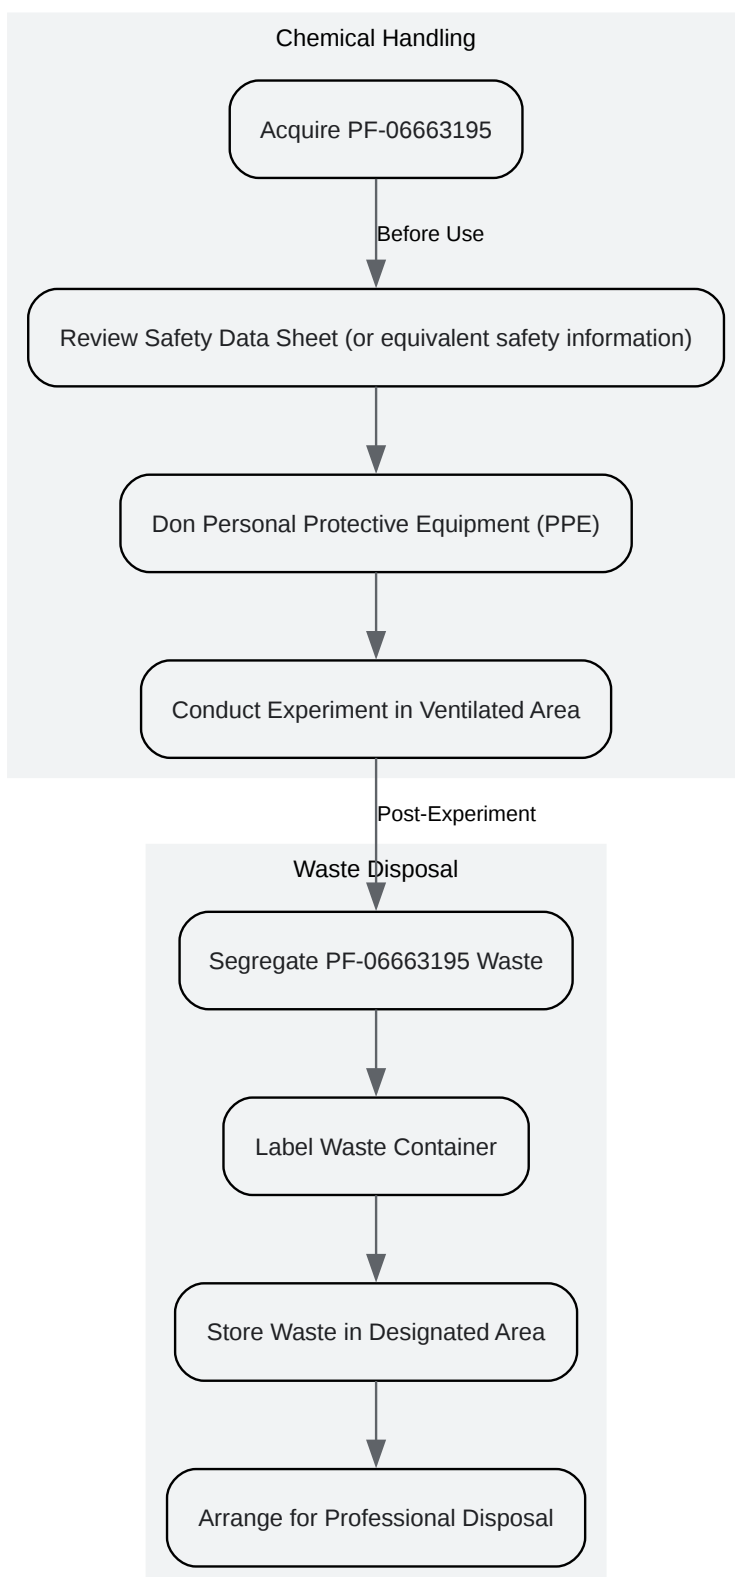 Chemical Handling
Acquire PF-06663195
Before Use
Review Safety Data Sheet (or equivalent safety information)
Don Personal Protective Equipment (PPE)
Conduct Experiment in Ventilated Area
Post-Experiment
Waste Disposal
Segregate PF-06663195 Waste
Label Waste Container
Store Waste in Designated Area
Arrange for Professional Disposal